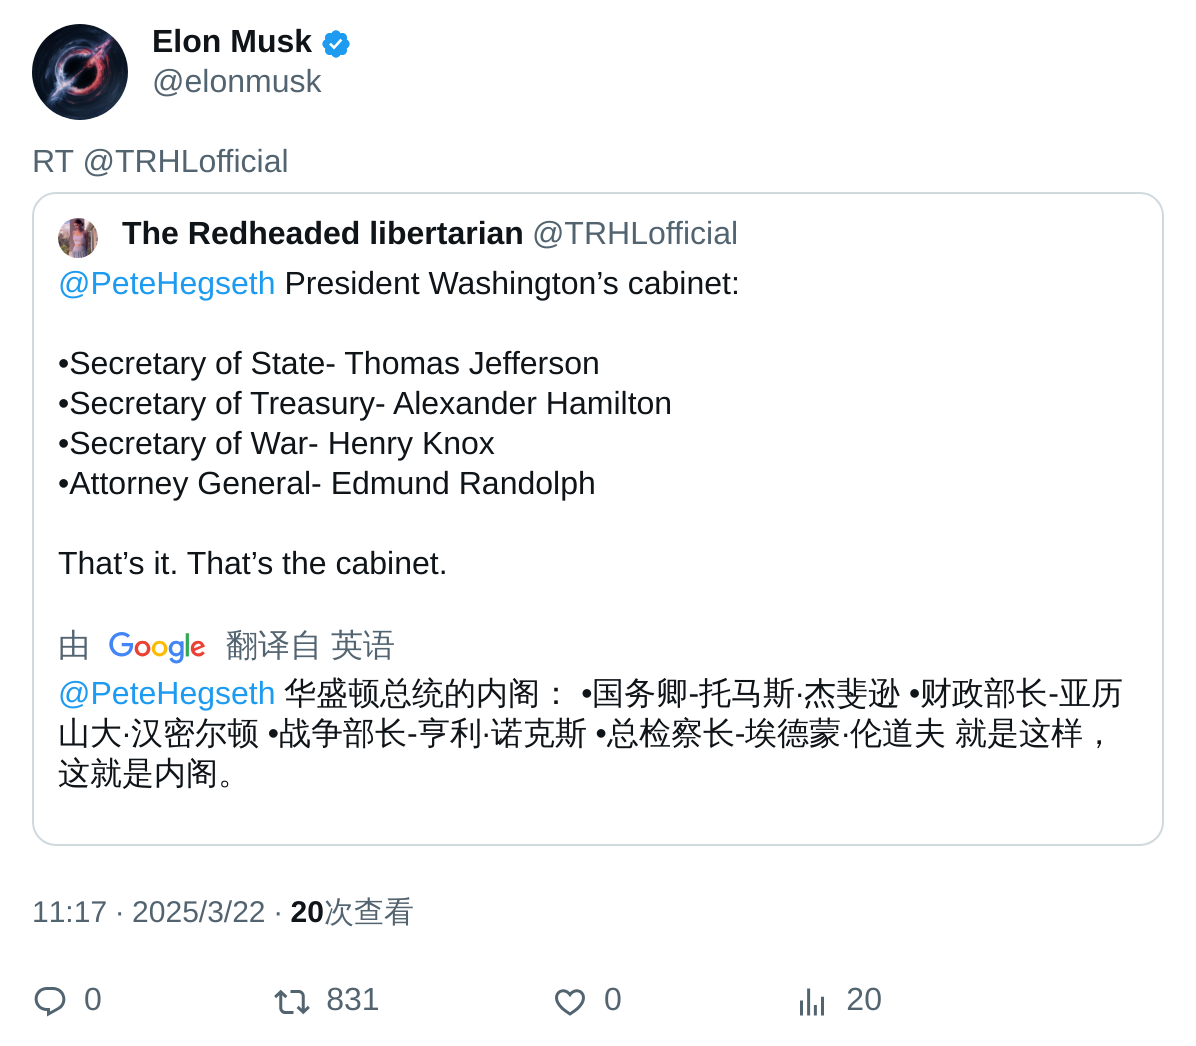 Elon Musk
@elonmusk
RT @TRHLofficial
The Redheaded libertarian @TRHLofficial
@PeteHegseth President Washington’s cabinet:
•Secretary of State- Thomas Jefferson
•Secretary of Treasury- Alexander Hamilton
•Secretary of War- Henry Knox
•Attorney General- Edmund Randolph
That’s it. That’s the cabinet.
由 Google 翻译自 英语
@PeteHegseth 华盛顿总统的内阁： •国务卿-托马斯·杰斐逊 •财政部长-亚历
山大·汉密尔顿 •战争部长-亨利·诺克斯 •总检察长-埃德蒙·伦道夫 就是这样，
这就是内阁。
11:17 · 2025/3/22 · 20次查看
0 831 0 20